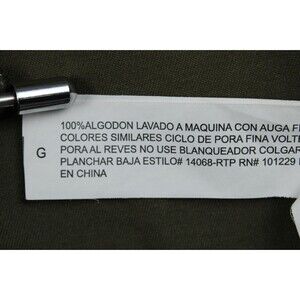 100%ALGODON LAVADO A MAQUINA CON AUGA
COLORES SIMILARES CICLO DE PORA FINA
G
PORA AL REVES NO USE BLANQUEADOR
PLANCHAR BAJA ESTILO# 14068-RTP RN# 101229
EN CHINA